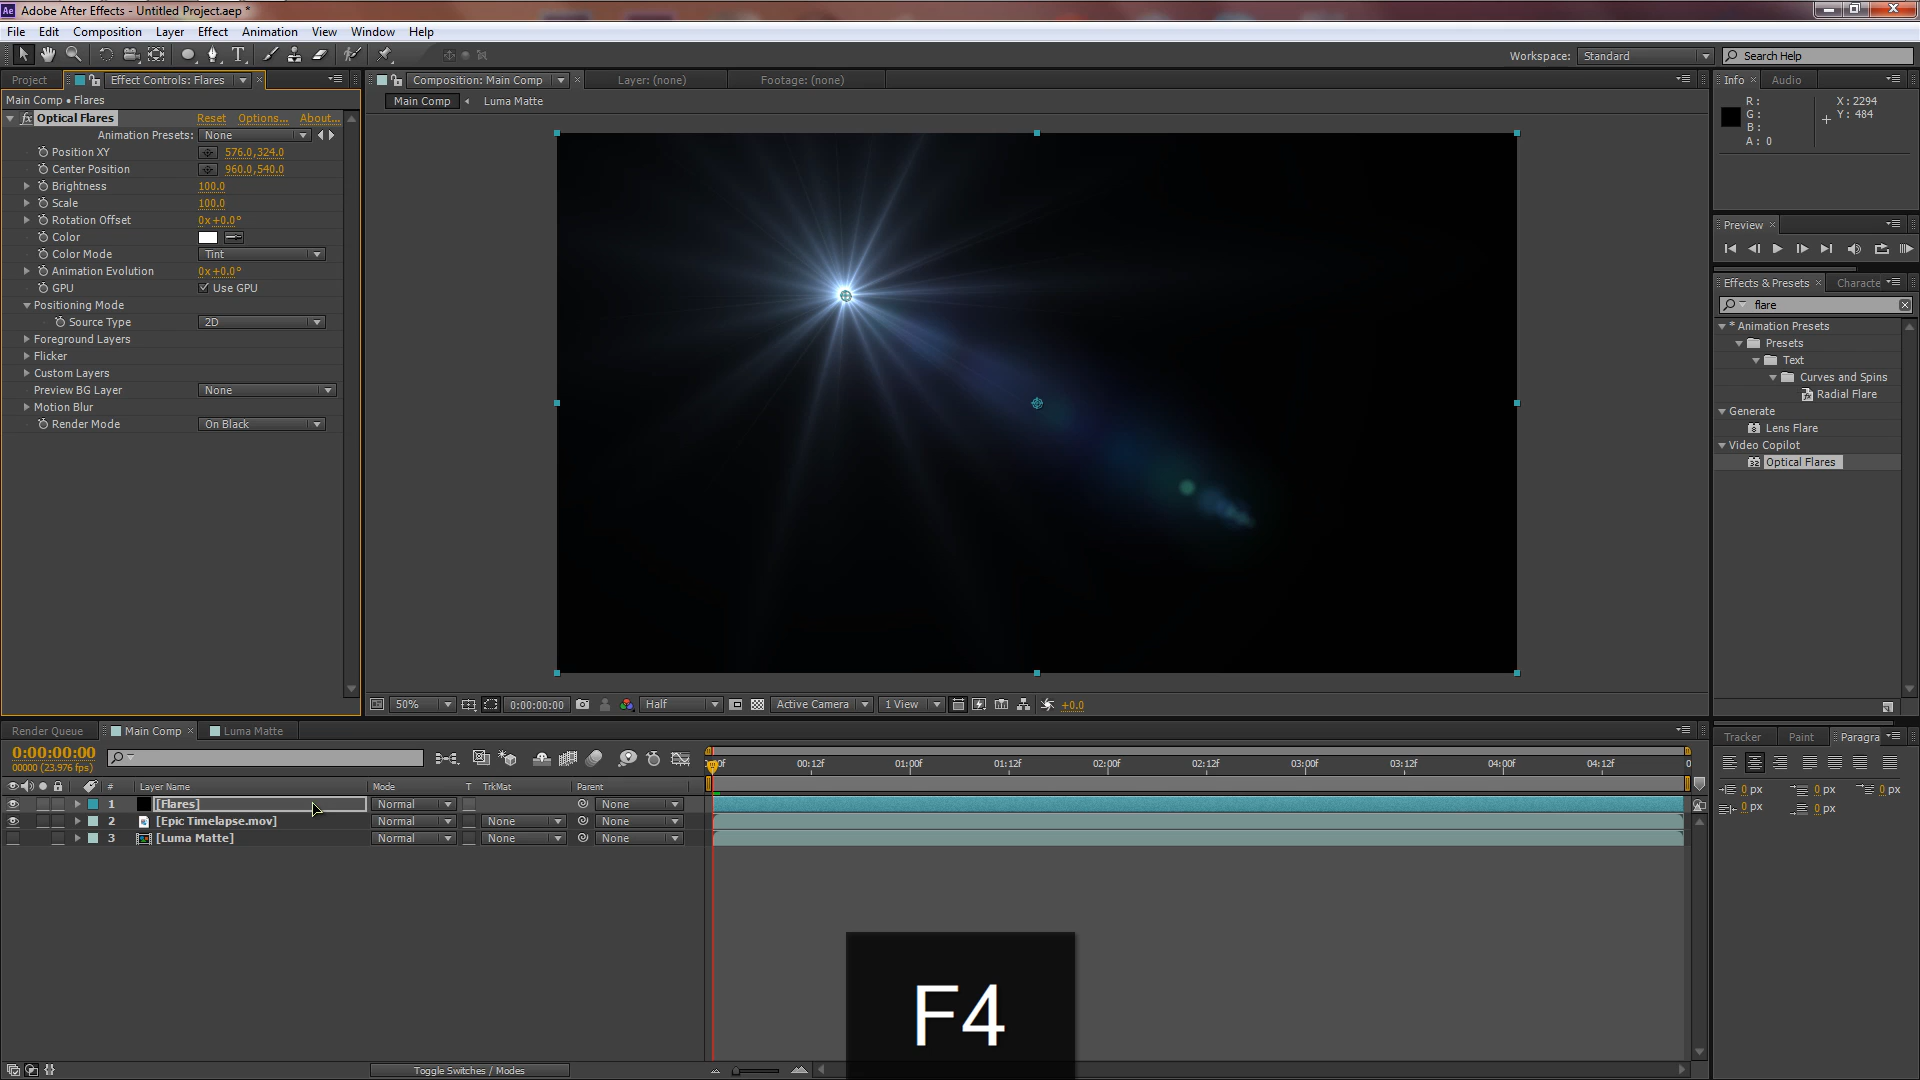 Adobe After Effects - Untitled Project.aep *
File Edit Composition Layer Effect Animation View Window Help
Workspace: Standard Search Help
Project Effect Controls: Flares Composition: Main Comp Layer: (none) Footage: (none) Info Audio
Main Comp • Flares
Main Comp Luma Matte
R : X : 2294
G : Y : 484
B :
A : 0
fx Optical Flares Reset Options... About...
Animation Presets: None
Position XY 576.0,324.0
Center Position 960.0,540.0
Brightness 100.0
Scale 100.0
Rotation Offset 0x+0.0°
Color
Color Mode Tint
Animation Evolution 0x+0.0°
GPU Use GPU
Positioning Mode
Source Type 2D
Foreground Layers
Flicker
Custom Layers
Preview BG Layer None
Motion Blur
Render Mode On Black
Preview
Effects & Presets Characte
flare
* Animation Presets
Presets
Text
Curves and Spins
Radial Flare
Generate
Lens Flare
Video Copilot
Optical Flares
50% 0:00:00:00 Half Active Camera 1 View +0.0
Render Queue Main Comp Luma Matte
0:00:00:00
00000 (23.976 fps)
00:12f 01:00f 01:12f 02:00f 02:12f 03:00f 03:12f 04:00f 04:12f
# Layer Name Mode T TrkMat Parent
1 [Flares] Normal None
2 [Epic Timelapse.mov] Normal None None
3 [Luma Matte] Normal None None
Tracker Paint Paragra
0 px 0 px 0 px
0 px 0 px
F4
Toggle Switches / Modes